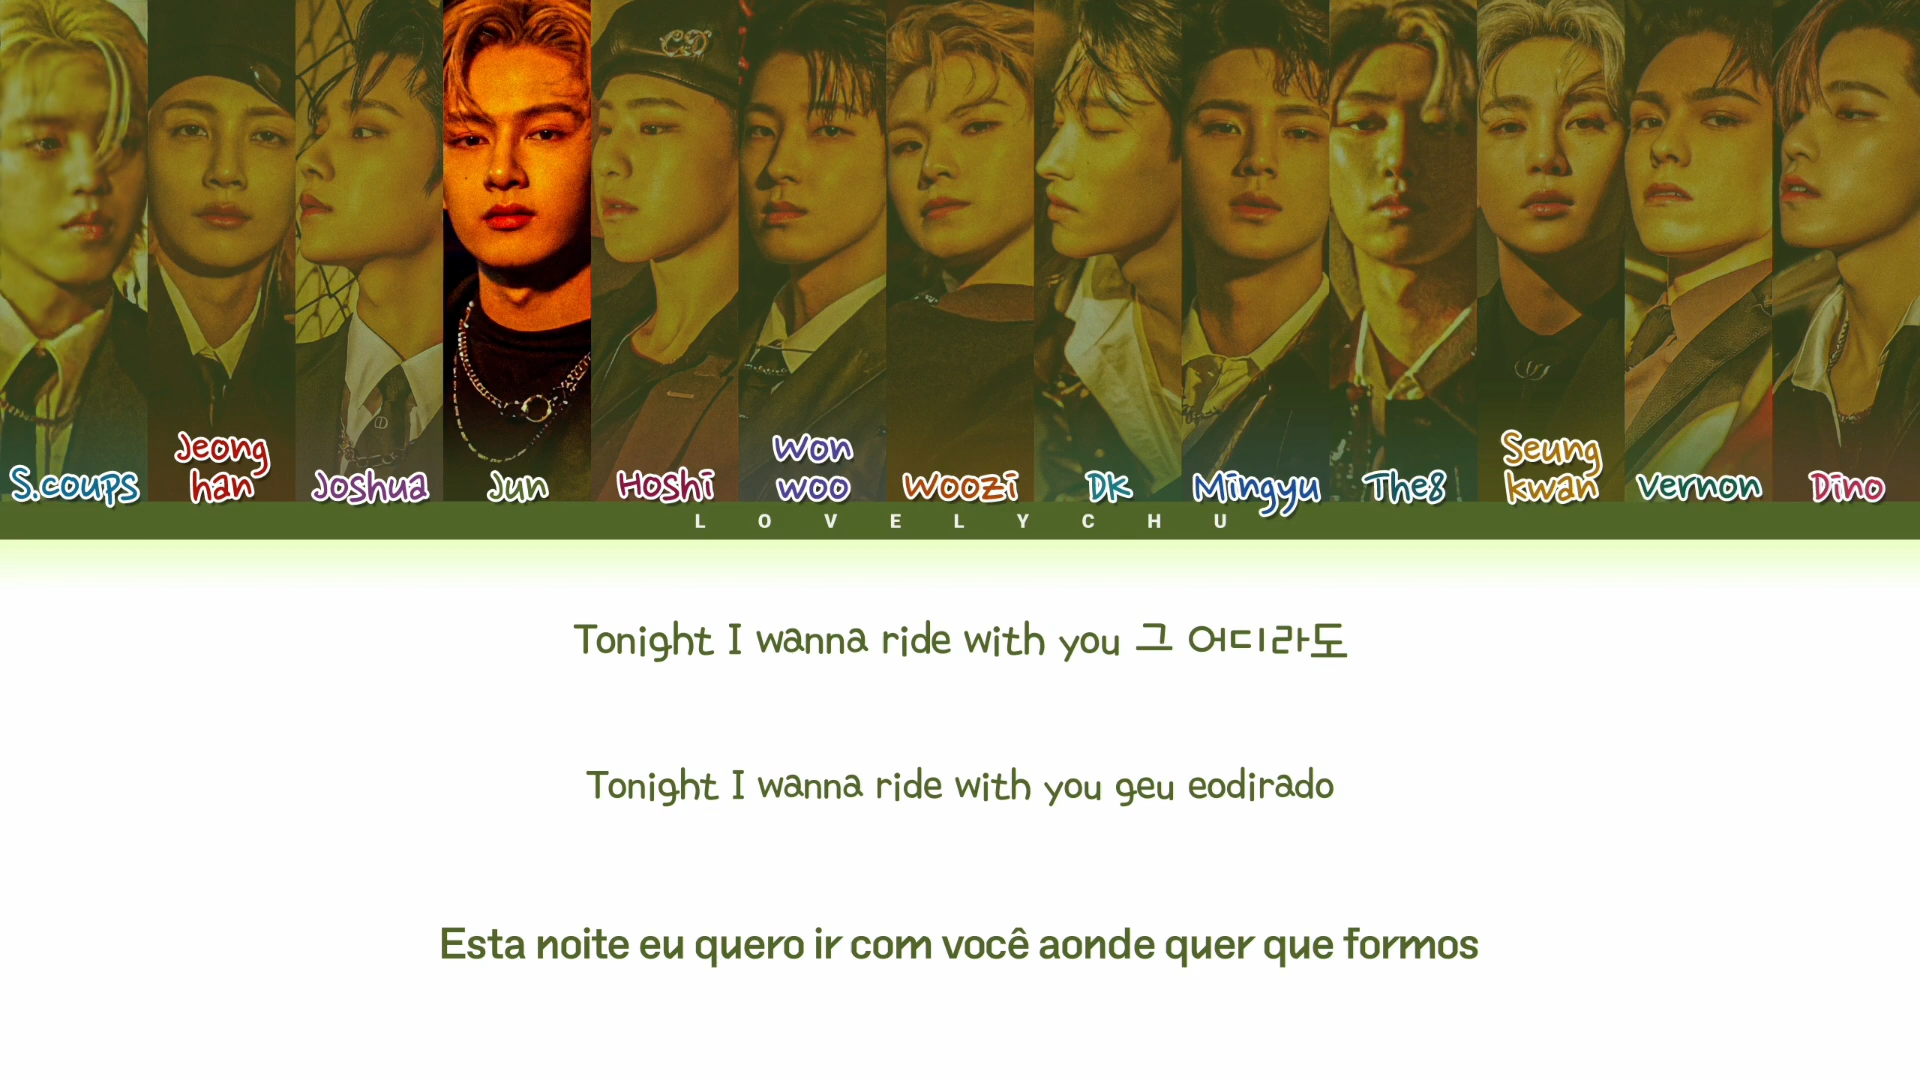 S.coups
Jeong
han
Joshua
Jun
Hoshi
Won
woo
Woozi
DK
Mingyu
The8
Seung
kwan
Vernon
Dino
LOVELYCHU
Tonight I wanna ride with you 그 어디라도
Tonight I wanna ride with you geu eodirado
Esta noite eu quero ir com você aonde quer que formos